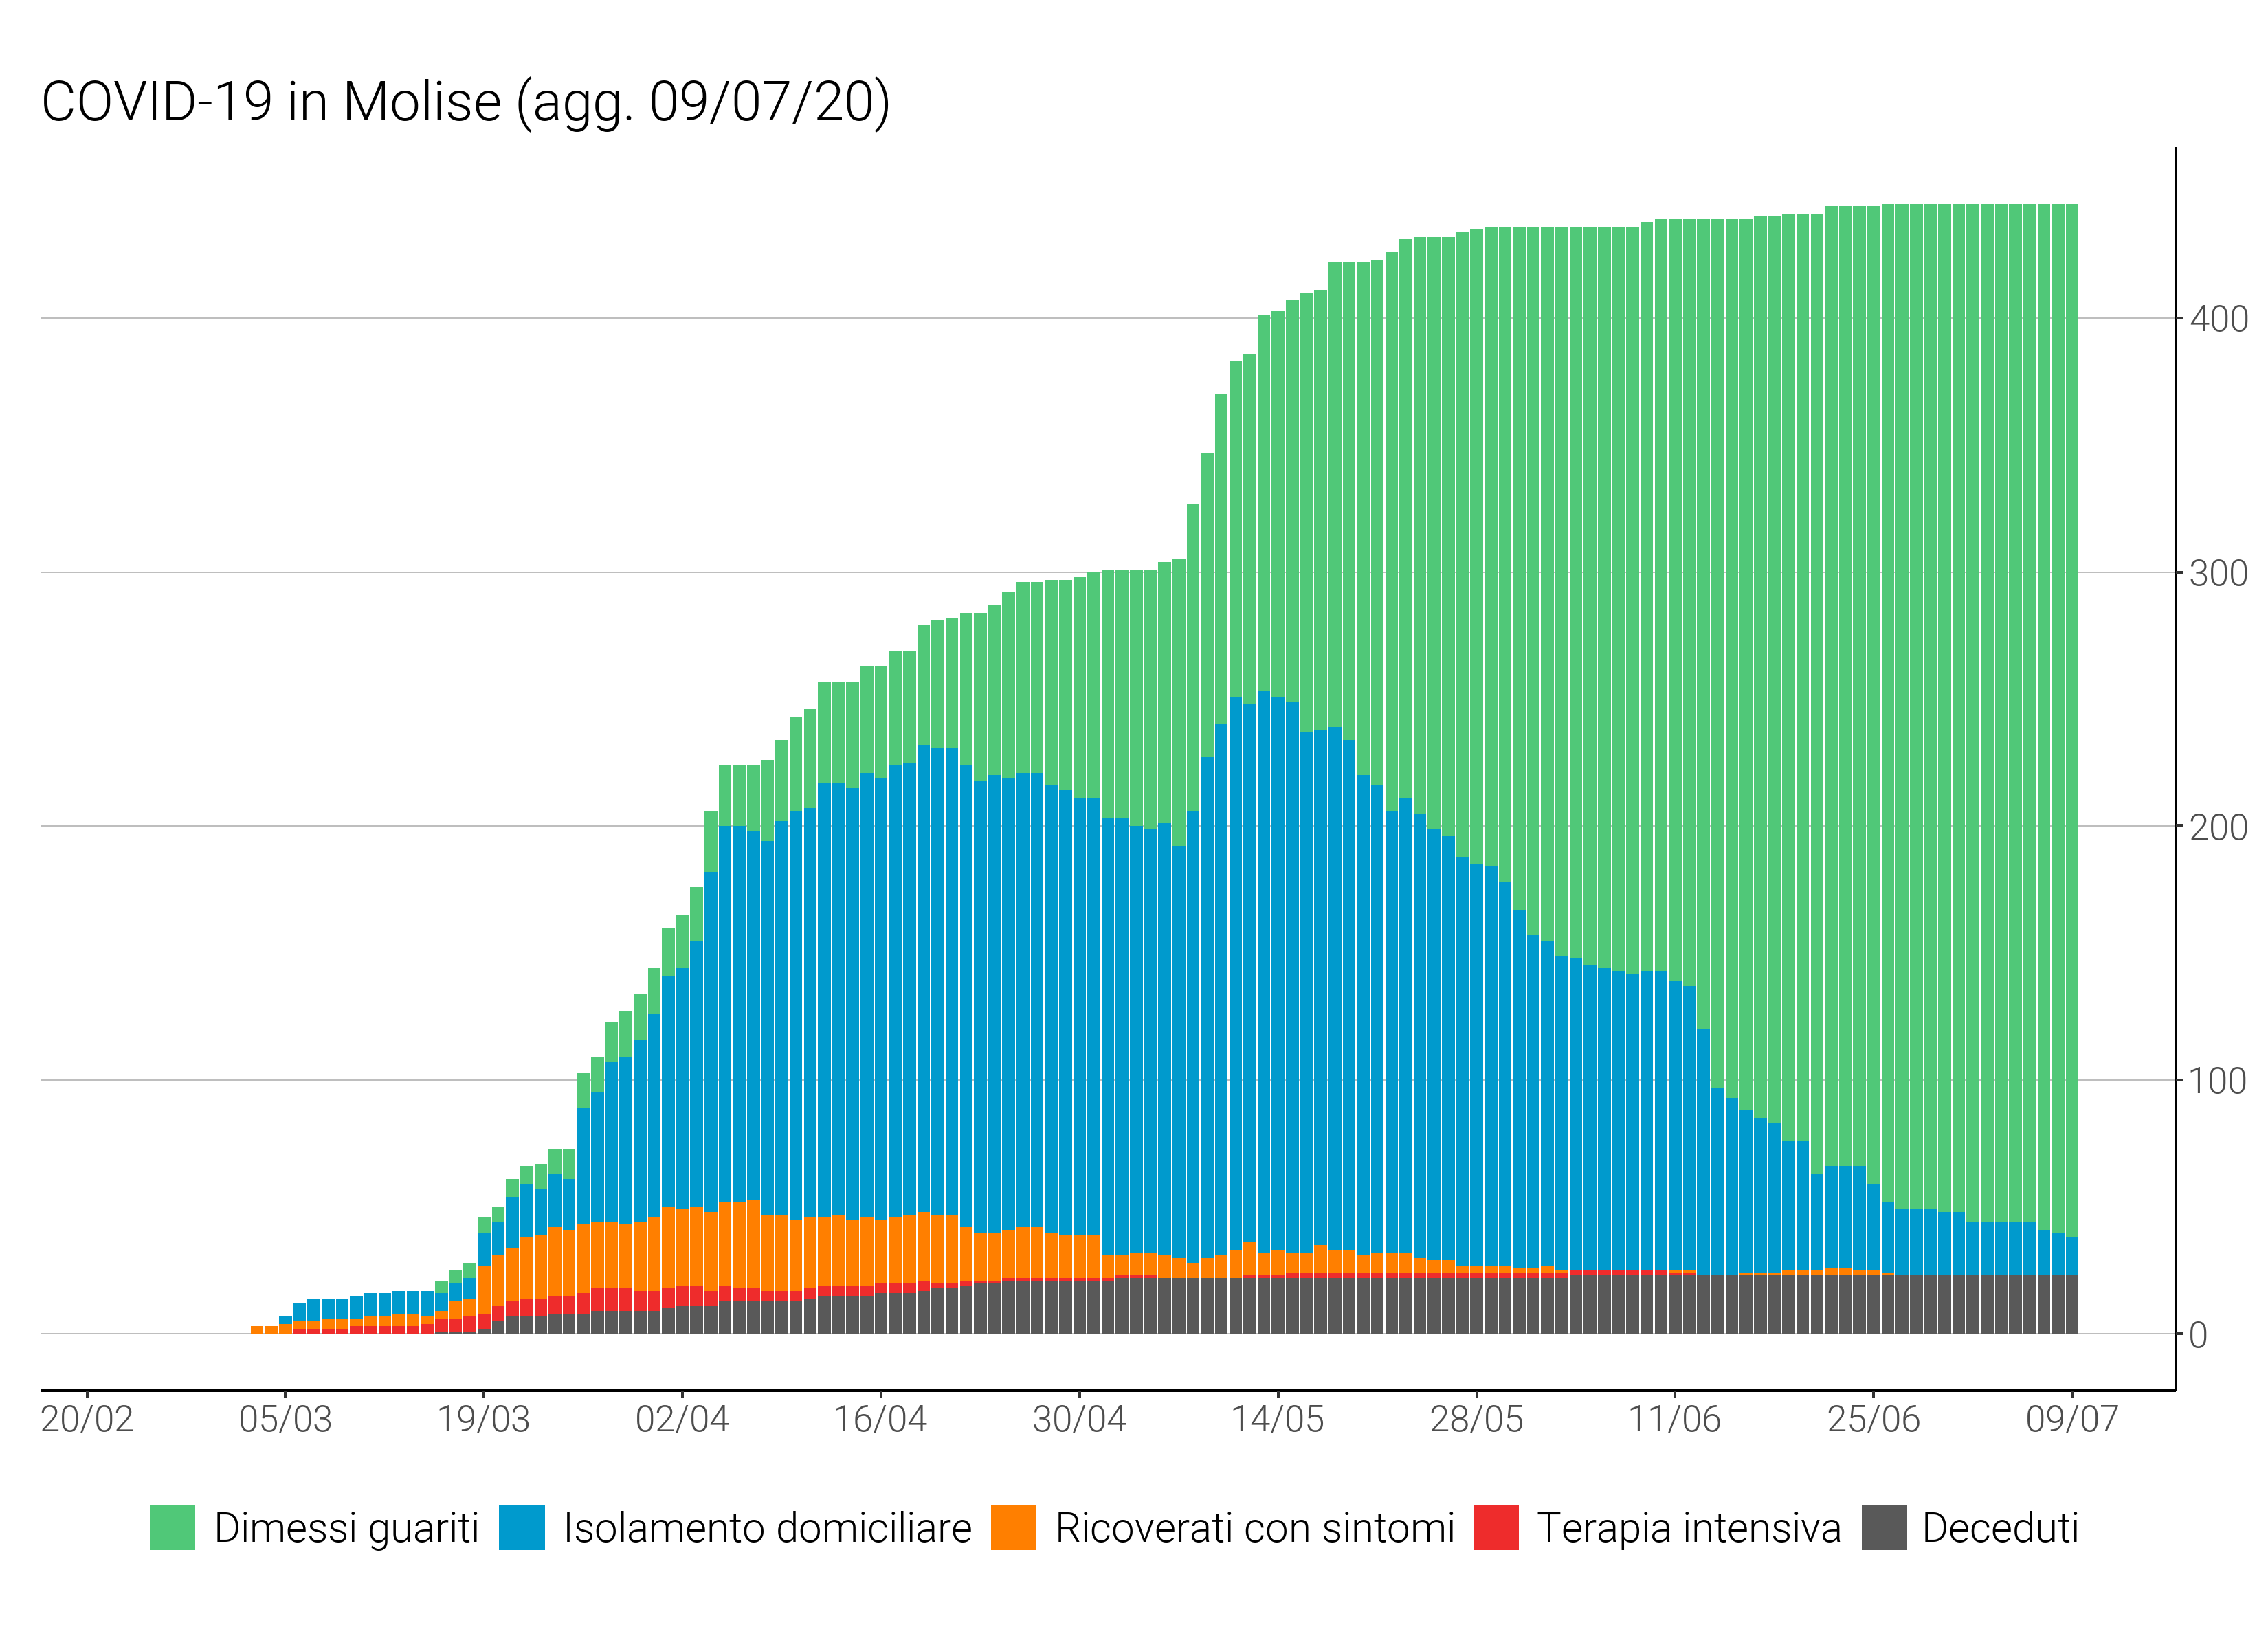 COVID-19 in Molise (agg. 09/07/20)
400
300
200
100
0
20/02 05/03 19/03 02/04 16/04 30/04 14/05 28/05 11/06 25/06 09/07
Dimessi guariti Isolamento domiciliare Ricoverati con sintomi Terapia intensiva Deceduti